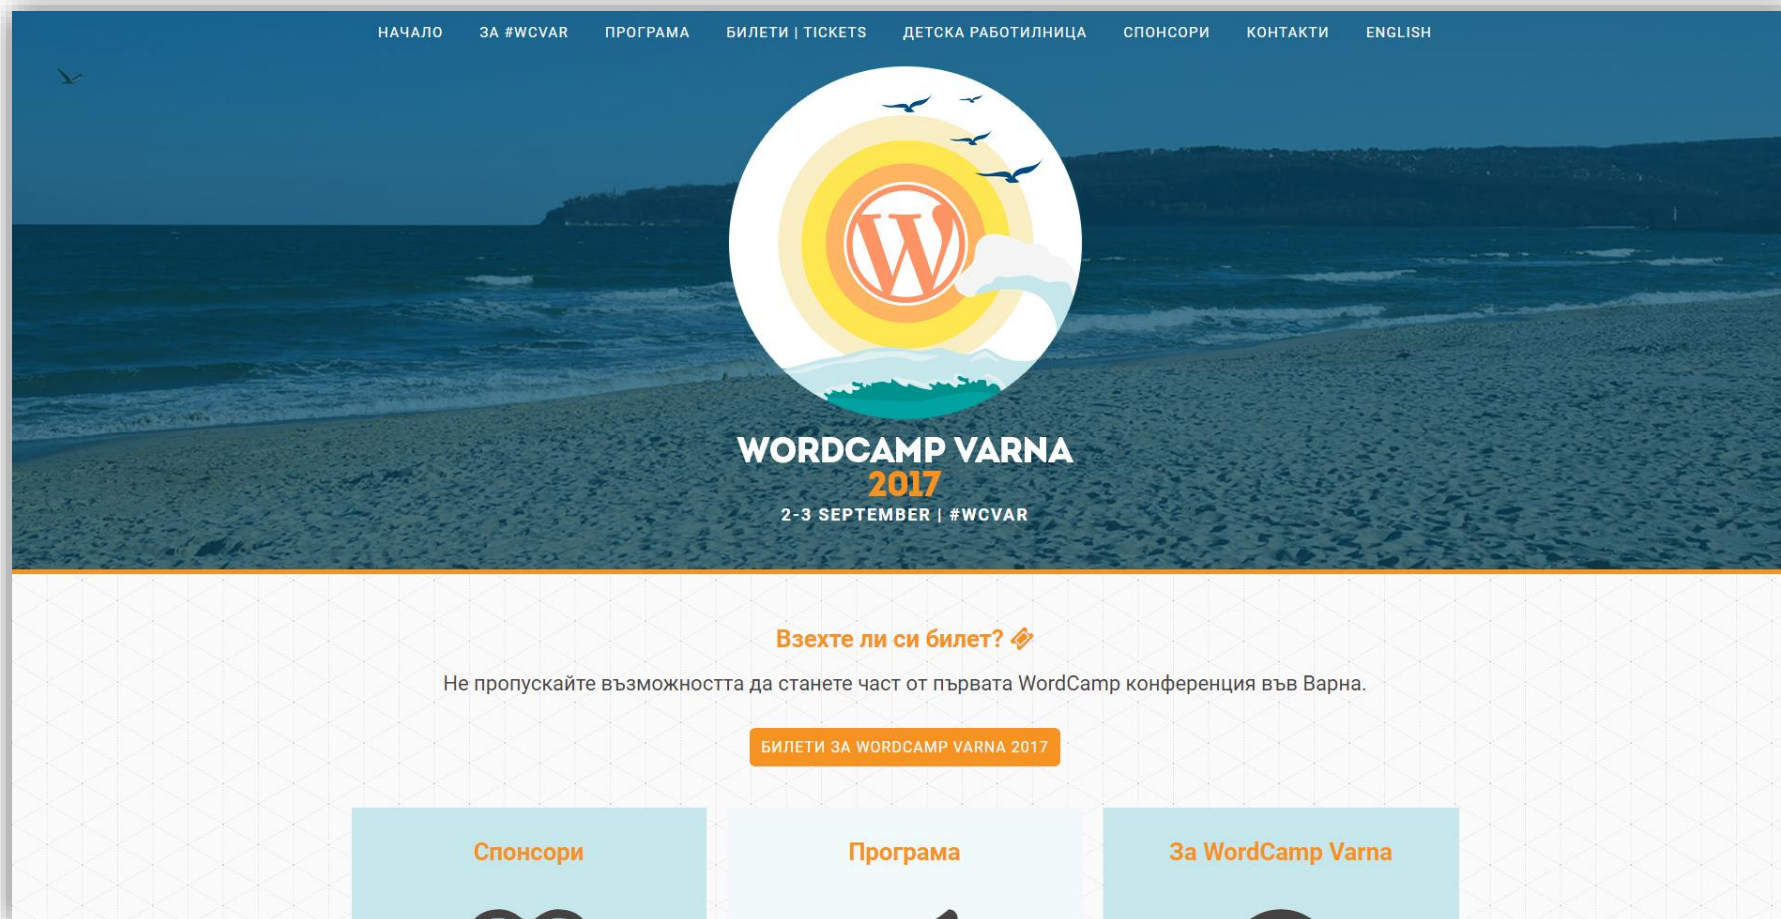 НАЧАЛО ЗА #WCVAR ПРОГРАМА БИЛЕТИ | TICKETS ДЕТСКА РАБОТИЛНИЦА СПОНСОРИ КОНТАКТИ ENGLISH
W
WORDCAMP VARNA
2017
2-3 SEPTEMBER | #WCVAR
Взехте ли си билет?
Не пропускайте възможността да станете част от първата WordCamp конференция във Варна.
БИЛЕТИ ЗА WORDCAMP VARNA 2017
Спонсори Програма За WordCamp Varna